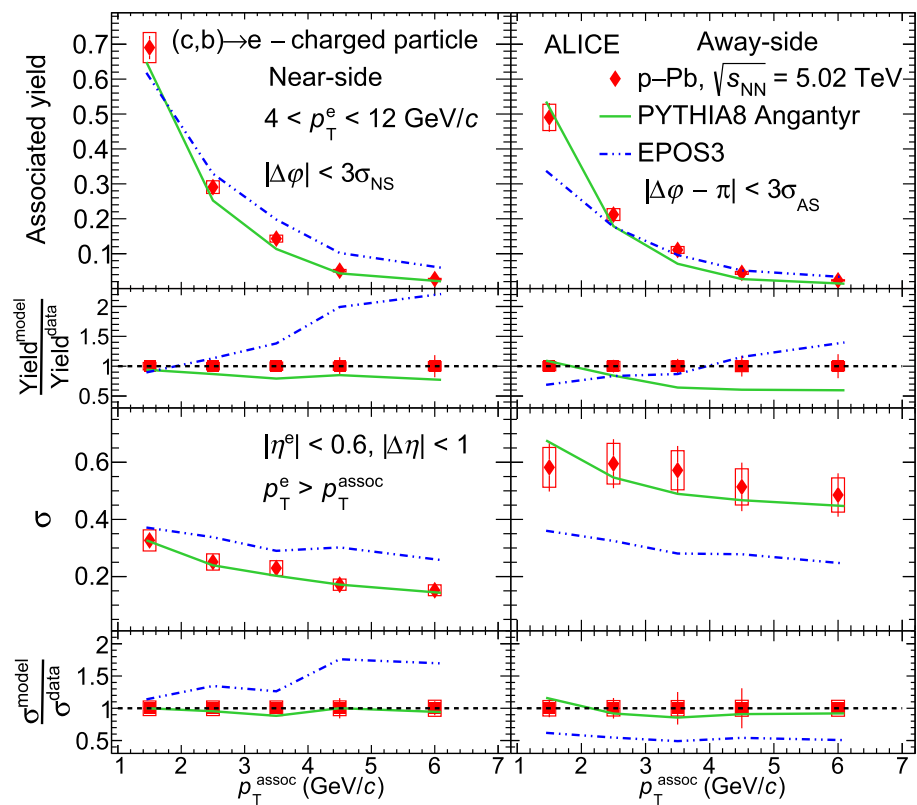 (c,b)→e – charged particle
Near-side
4 < p_T^e < 12 GeV/c
|Δφ| < 3σ_NS
ALICE Away-side
p–Pb, √s_NN = 5.02 TeV
PYTHIA8 Angantyr
EPOS3
|Δφ − π| < 3σ_AS
Associated yield
0.7
0.6
0.5
0.4
0.3
0.2
0.1
Yield^model
Yield^data
2
1.5
1
0.5
|η^e| < 0.6, |Δη| < 1
p_T^e > p_T^assoc
σ
0.6
0.4
0.2
σ^model
σ^data
2
1.5
1
0.5
1 2 3 4 5 6 7
1 2 3 4 5 6 7
p_T^assoc (GeV/c)
p_T^assoc (GeV/c)